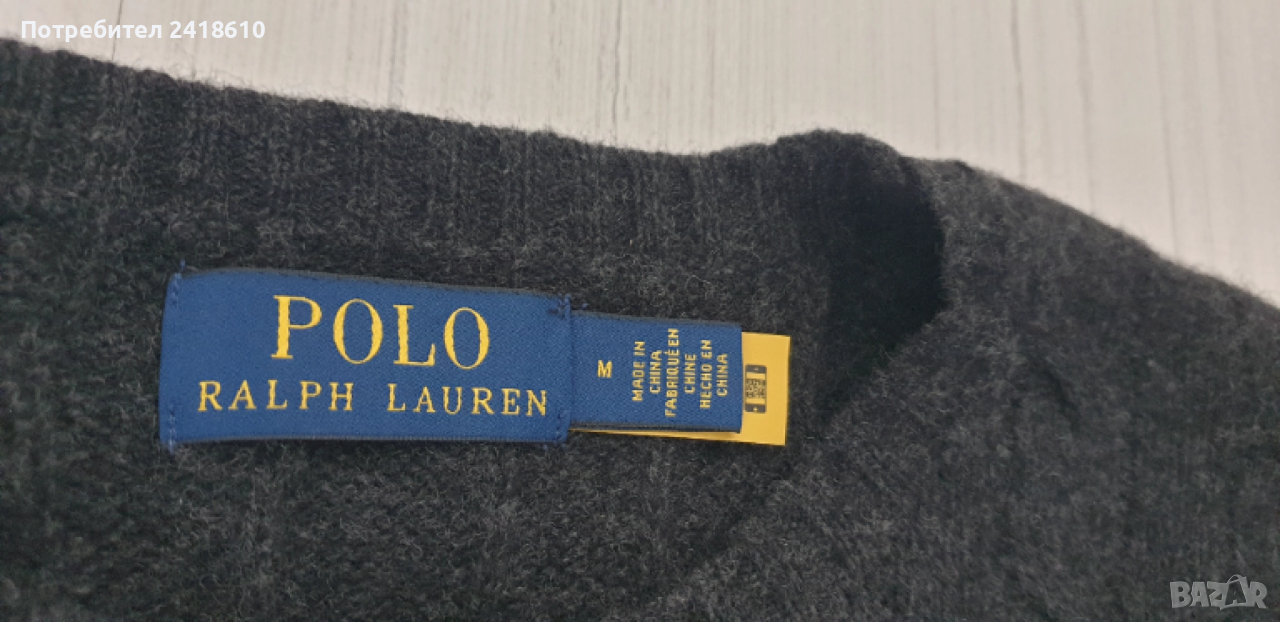 Потребител 2418610
POLO
RALPH LAUREN
M
MADE IN
CHINA
FABRIQUÉ EN
CHINE
HECHO EN
CHINA
BAZAR